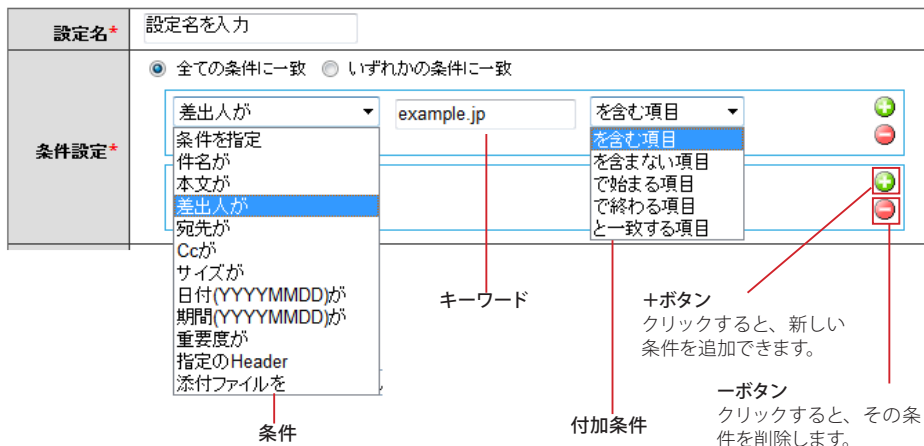 設定名*
設定名を入力
条件設定*
全ての条件に一致 いずれかの条件に一致
差出人が
example.jp
を含む項目
条件を指定
件名が
本文が
差出人が
宛先が
Ccが
サイズが
日付(YYYYMMDD)が
期間(YYYYMMDD)が
重要度が
指定のHeader
添付ファイルを
を含む項目
を含まない項目
で始まる項目
で終わる項目
と一致する項目
条件
キーワード
付加条件
+ボタン
クリックすると、新しい
条件を追加できます。
ーボタン
クリックすると、その条
件を削除します。